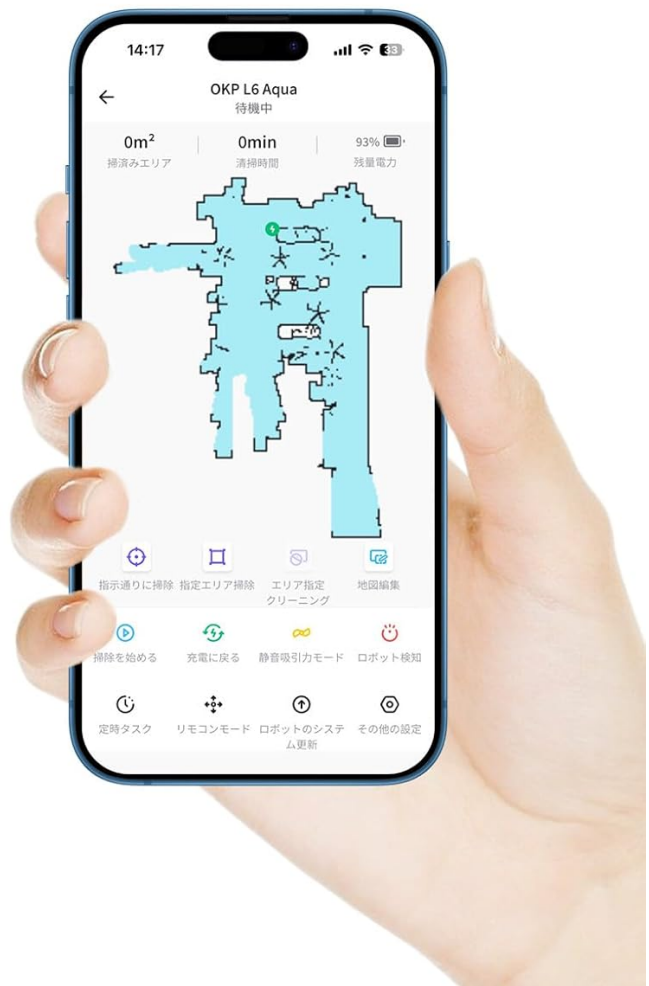 14:17
33
OKP L6 Aqua
待機中
0m²
0min
93%
掃済みエリア
清掃時間
残量電力
指示通りに掃除
指定エリア掃除
エリア指定
クリーニング
地図編集
掃除を始める
充電に戻る
静音吸引力モード
ロボット検知
定時タスク
リモコンモード
ロボットのシステ
ム更新
その他の設定